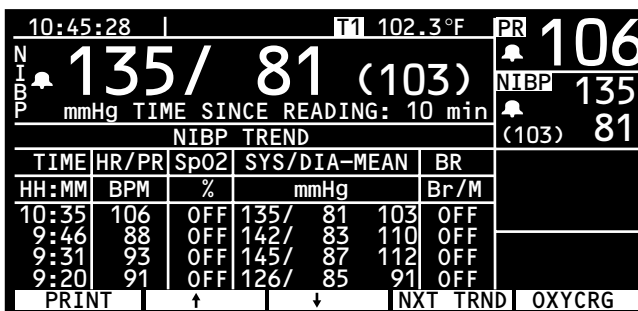 10:45:28 T1 102.3°F
NIBP 135/ 81 (103)
mmHg TIME SINCE READING: 10 min
PR 106
NIBP 135
(103) 81
NIBP TREND
TIME HR/PR SpO2 SYS/DIA–MEAN BR
HH:MM BPM % mmHg Br/M
10:35 106 OFF 135/ 81 103 OFF
9:46 88 OFF 142/ 83 110 OFF
9:31 93 OFF 145/ 87 112 OFF
9:20 91 OFF 126/ 85 91 OFF
PRINT ↑ ↓ NXT TRND OXYCRG